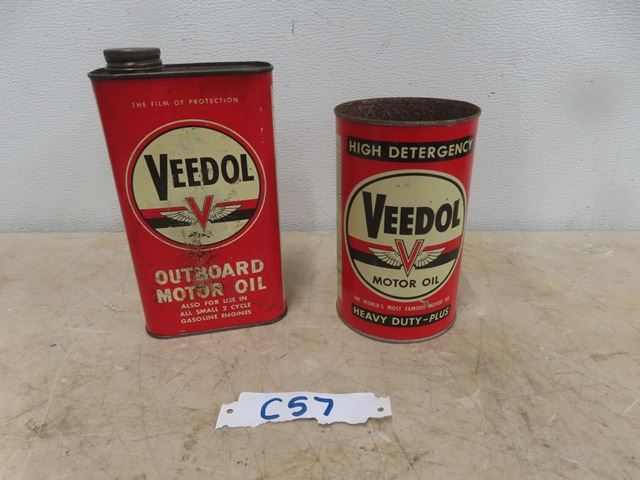 THE FILM OF PROTECTION
VEEDOL
V
OUTBOARD
MOTOR OIL
ALSO FOR USE IN
ALL SMALL 2 CYCLE
GASOLINE ENGINES
HIGH DETERGENCY
VEEDOL
V
MOTOR OIL
THE WORLD'S MOST FAMOUS MOTOR OIL
HEAVY DUTY-PLUS
C57